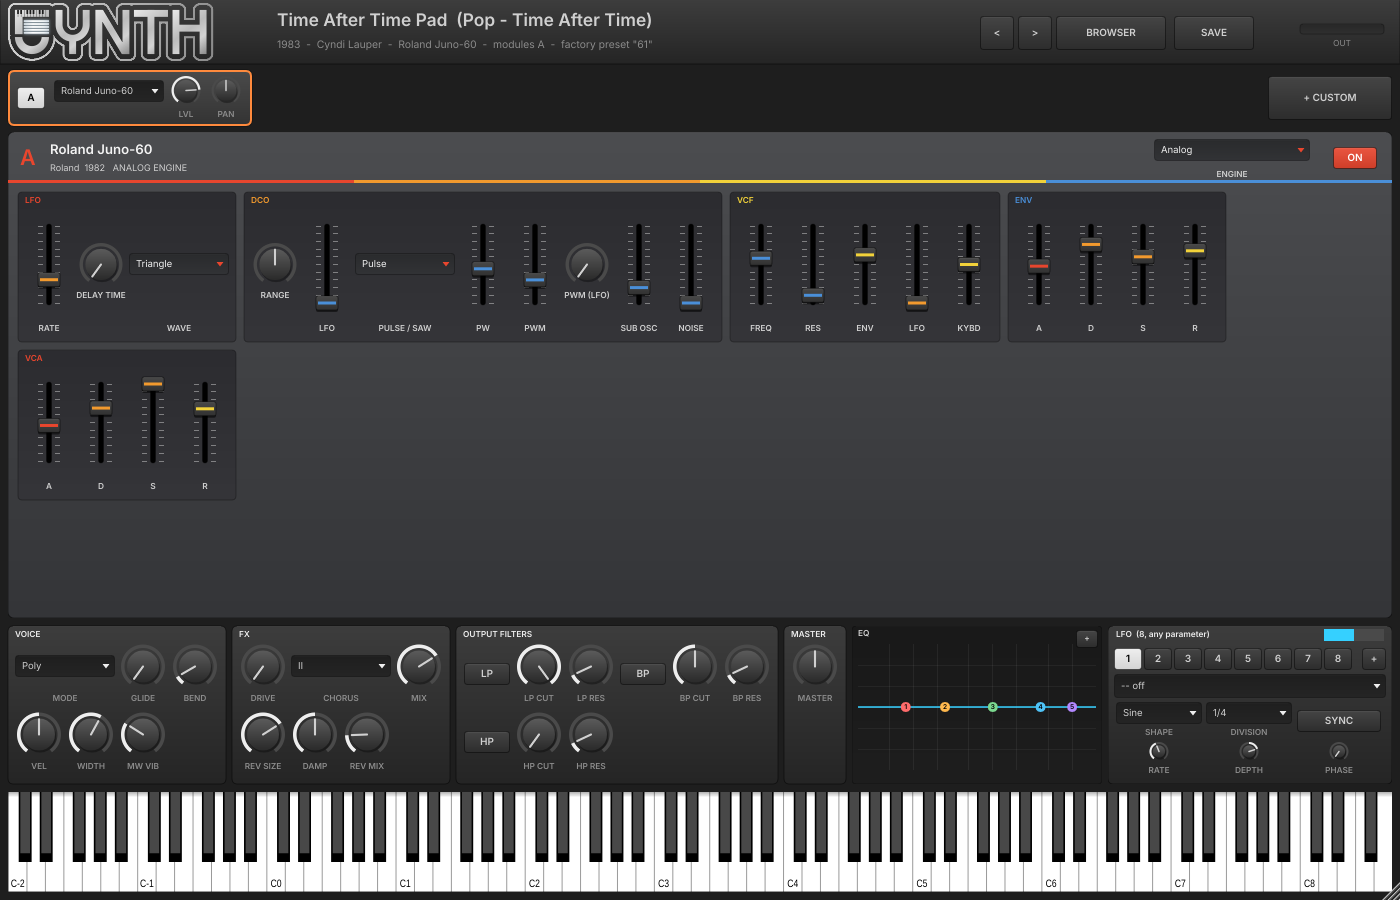 CYNTH
Time After Time Pad (Pop - Time After Time)
1983 - Cyndi Lauper - Roland Juno-60 - modules A - factory preset "61"
< > BROWSER SAVE
OUT
A Roland Juno-60
LVL PAN
+ CUSTOM
A Roland Juno-60
Roland 1982 ANALOG ENGINE
Analog
ENGINE
ON
LFO
Triangle
DELAY TIME
RATE WAVE
DCO
Pulse
RANGE PWM (LFO)
LFO PULSE / SAW PW PWM SUB OSC NOISE
VCF
FREQ RES ENV LFO KYBD
ENV
A D S R
VCA
A D S R
VOICE
Poly
MODE GLIDE BEND
VEL WIDTH MW VIB
FX
II
DRIVE CHORUS MIX
REV SIZE DAMP REV MIX
OUTPUT FILTERS
LP BP
LP CUT LP RES BP CUT BP RES
HP
HP CUT HP RES
MASTER
MASTER
EQ +
1 2 3 4 5
LFO (8, any parameter)
1 2 3 4 5 6 7 8 +
-- off
Sine 1/4 SYNC
SHAPE DIVISION
RATE DEPTH PHASE
C-2 C-1 C0 C1 C2 C3 C4 C5 C6 C7 C8